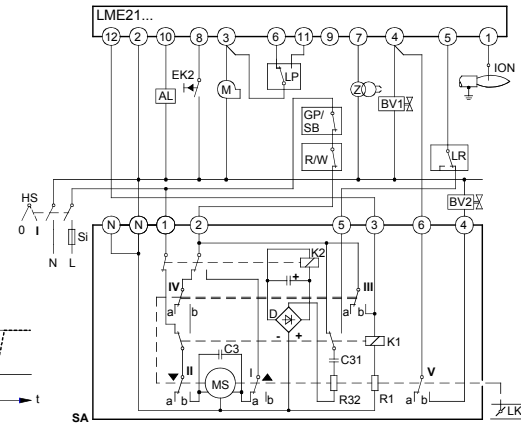 LME21...
12 2 10 8 3 6 11 9 7 4 5 1
EK2
LP
ION
AL
M
Z
BV1
GP/
SB
R/W
LR
BV2
HS
0 I
Si
N L
N N 1 2 5 3 6 4
K2
+
IV
III
a b
a b
D
- +
K1
C3
C31
II
I
V
MS
a b
a b
R32
R1
a b
LK
SA
t